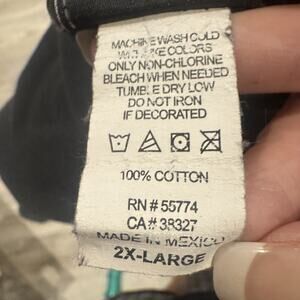 MACHINE WASH COLD
WITH LIKE COLORS
ONLY NON-CHLORINE
BLEACH WHEN NEEDED
TUMBLE DRY LOW
DO NOT IRON
IF DECORATED
100% COTTON
RN # 55774
CA # 38327
MADE IN MEXICO
2X-LARGE